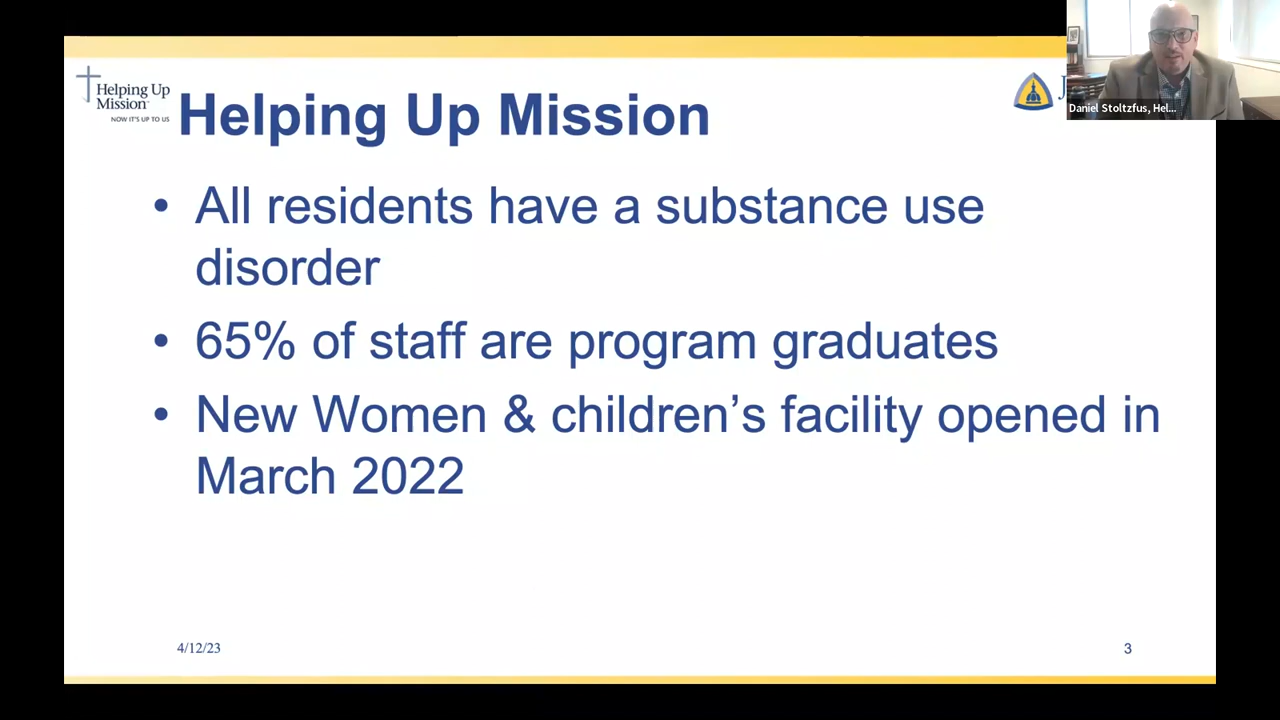 Helping Up
Mission
NOW IT'S UP TO US
Helping Up Mission
J
Daniel Stoltzfus, Hel...
• All residents have a substance use
disorder
• 65% of staff are program graduates
• New Women & children’s facility opened in
March 2022
4/12/23
3